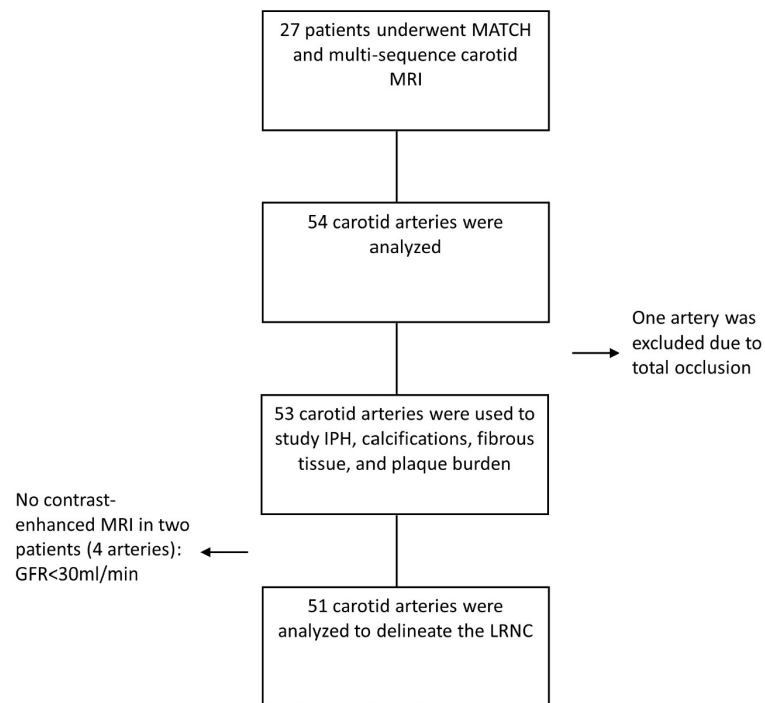 27 patients underwent MATCH
and multi-sequence carotid
MRI
54 carotid arteries were
analyzed
One artery was
excluded due to
total occlusion
53 carotid arteries were used to
study IPH, calcifications, fibrous
tissue, and plaque burden
No contrast-
enhanced MRI in two
patients (4 arteries):
GFR<30ml/min
51 carotid arteries were
analyzed to delineate the LRNC